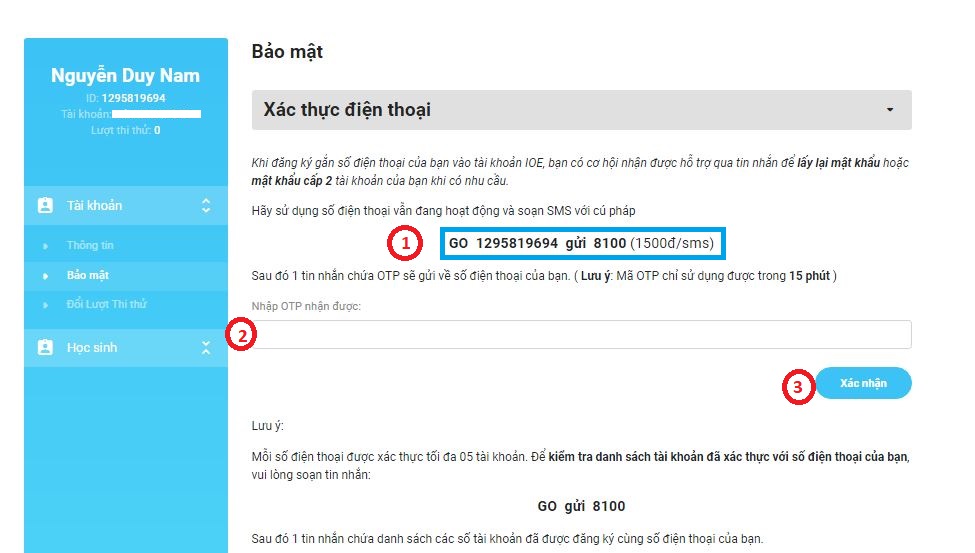 Nguyễn Duy Nam
ID: 1295819694
Tài khoản:
Lượt thi thử: 0
Tài khoản
Thông tin
Bảo mật
Đổi Lượt Thi thử
Học sinh
Bảo mật
Xác thực điện thoại
Khi đăng ký gắn số điện thoại của bạn vào tài khoản IOE, bạn có cơ hội nhận được hỗ trợ qua tin nhắn để lấy lại mật khẩu hoặc
mật khẩu cấp 2 tài khoản của bạn khi có nhu cầu.
Hãy sử dụng số điện thoại vẫn đang hoạt động và soạn SMS với cú pháp
1 GO 1295819694 gửi 8100 (1500đ/sms)
Sau đó 1 tin nhắn chứa OTP sẽ gửi về số điện thoại của bạn. ( Lưu ý: Mã OTP chỉ sử dụng được trong 15 phút )
Nhập OTP nhận được:
2
3 Xác nhận
Lưu ý:
Mỗi số điện thoại được xác thực tối đa 05 tài khoản. Để kiểm tra danh sách tài khoản đã xác thực với số điện thoại của bạn,
vui lòng soạn tin nhắn:
GO gửi 8100
Sau đó 1 tin nhắn chứa danh sách các số tài khoản đã được đăng ký cùng số điện thoại của bạn.